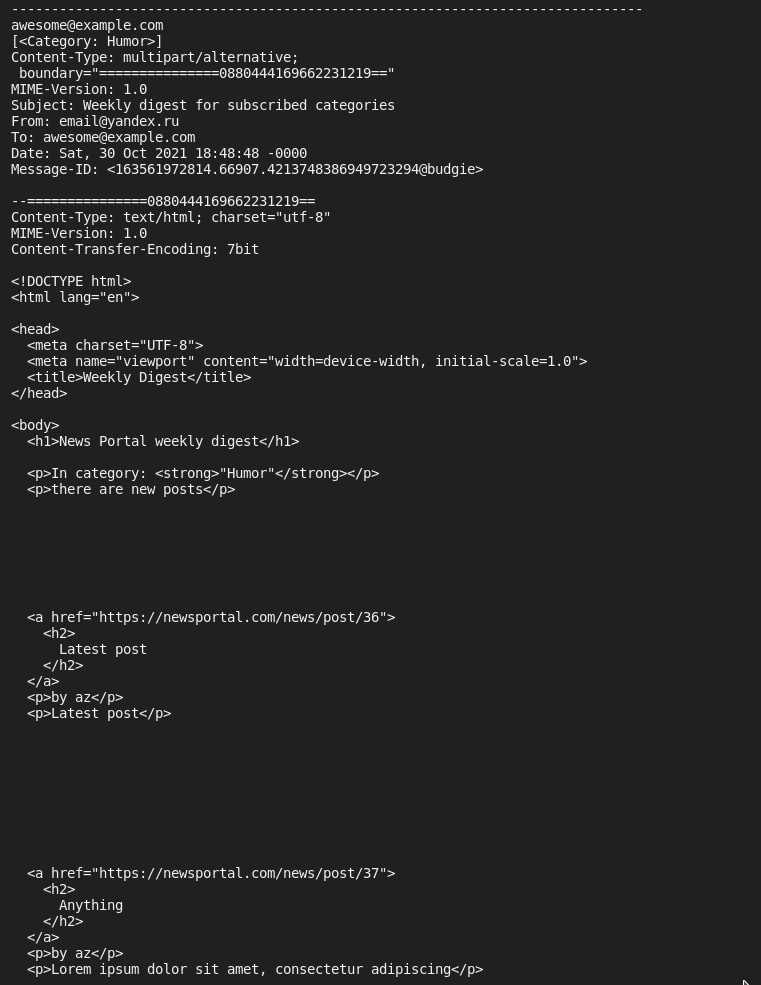 -------------------------------------------------------------------------------
awesome@example.com
[<Category: Humor>]
Content-Type: multipart/alternative;
 boundary="===============0880444169662231219=="
MIME-Version: 1.0
Subject: Weekly digest for subscribed categories
From: email@yandex.ru
To: awesome@example.com
Date: Sat, 30 Oct 2021 18:48:48 -0000
Message-ID: <163561972814.66907.4213748386949723294@budgie>

--===============0880444169662231219==
Content-Type: text/html; charset="utf-8"
MIME-Version: 1.0
Content-Transfer-Encoding: 7bit

<!DOCTYPE html>
<html lang="en">

<head>
  <meta charset="UTF-8">
  <meta name="viewport" content="width=device-width, initial-scale=1.0">
  <title>Weekly Digest</title>
</head>

<body>
  <h1>News Portal weekly digest</h1>

  <p>In category: <strong>"Humor"</strong></p>
  <p>there are new posts</p>

  <a href="https://newsportal.com/news/post/36">
    <h2>
      Latest post
    </h2>
  </a>
  <p>by az</p>
  <p>Latest post</p>

  <a href="https://newsportal.com/news/post/37">
    <h2>
      Anything
    </h2>
  </a>
  <p>by az</p>
  <p>Lorem ipsum dolor sit amet, consectetur adipiscing</p>